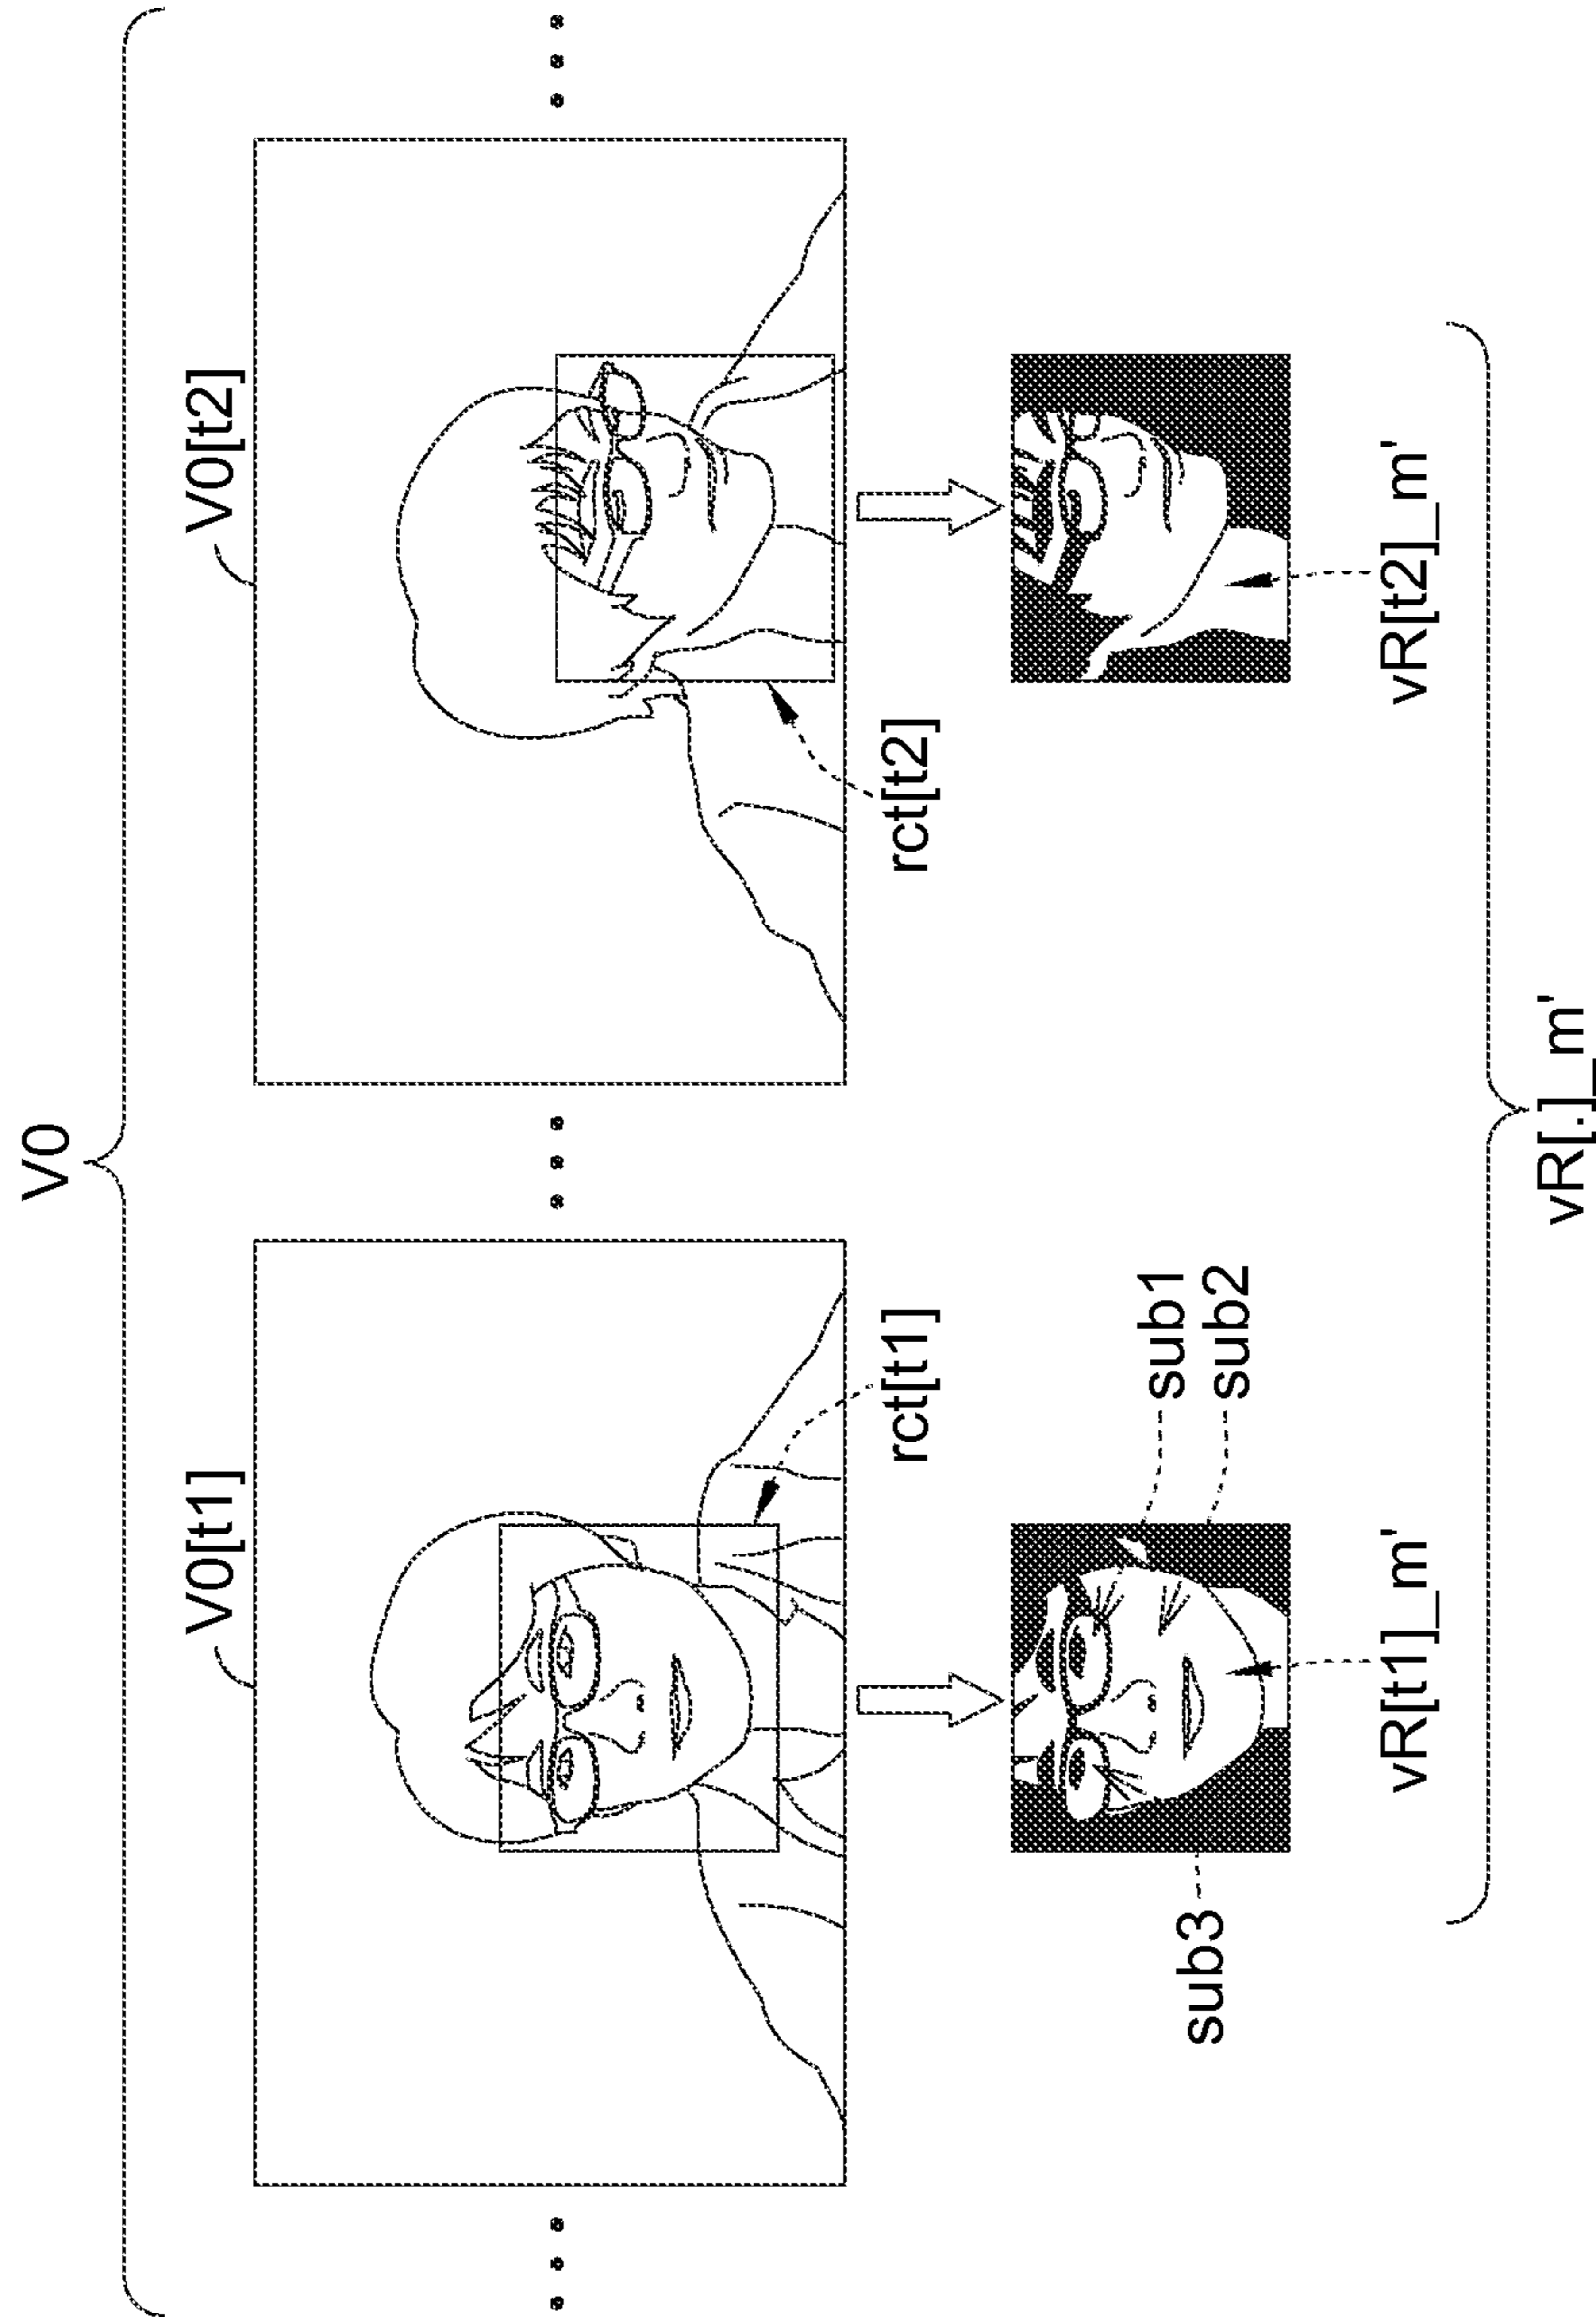 V0
V0[t1]
V0[t2]
rct[t1]
rct[t2]
sub3
sub1
sub2
vR[t1]_m'
vR[t2]_m'
vR[.]_m'